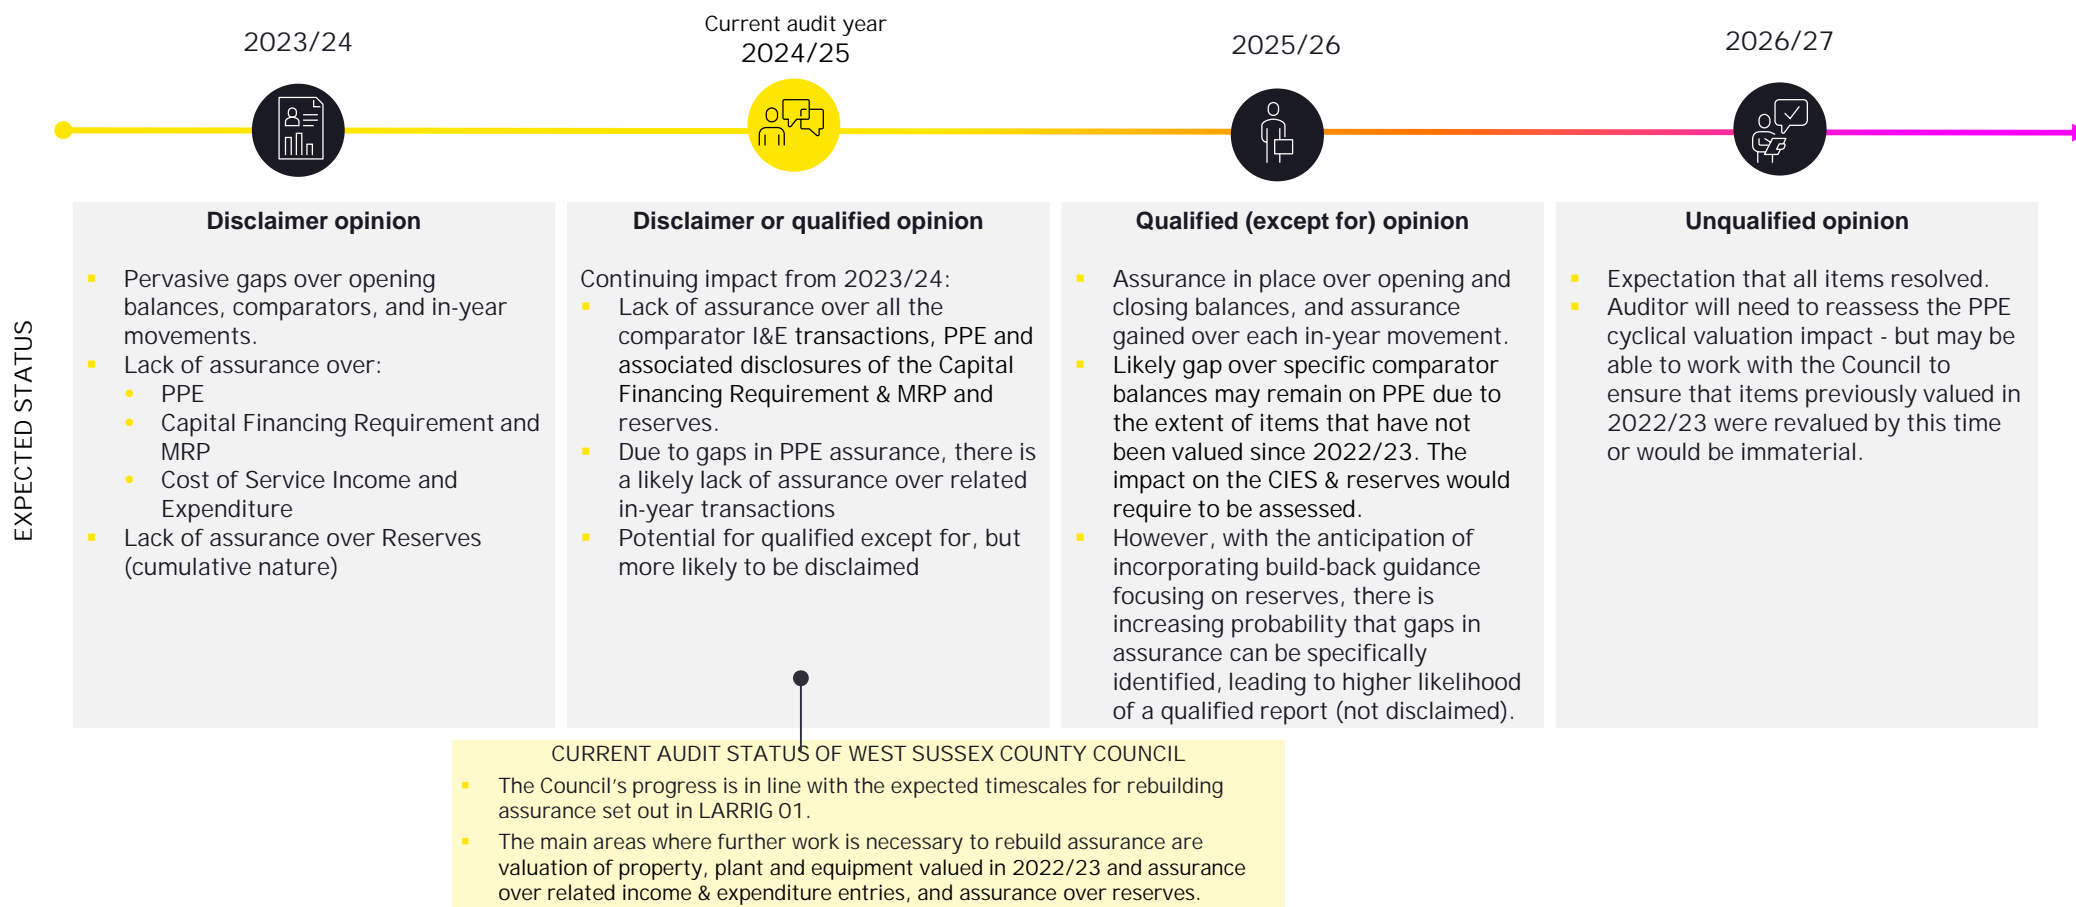 2023/24
Current audit year
2024/25
2025/26
2026/27
EXPECTED STATUS
Disclaimer opinion
▪ Pervasive gaps over opening
balances, comparators, and in-year
movements.
▪ Lack of assurance over:
• PPE
• Capital Financing Requirement and
MRP
• Cost of Service Income and
Expenditure
▪ Lack of assurance over Reserves
(cumulative nature)
Disclaimer or qualified opinion
Continuing impact from 2023/24:
▪ Lack of assurance over all the
comparator I&E transactions, PPE and
associated disclosures of the Capital
Financing Requirement & MRP and
reserves.
▪ Due to gaps in PPE assurance, there is
a likely lack of assurance over related
in-year transactions
▪ Potential for qualified except for, but
more likely to be disclaimed
Qualified (except for) opinion
▪ Assurance in place over opening and
closing balances, and assurance
gained over each in-year movement.
▪ Likely gap over specific comparator
balances may remain on PPE due to
the extent of items that have not
been valued since 2022/23. The
impact on the CIES & reserves would
require to be assessed.
▪ However, with the anticipation of
incorporating build-back guidance
focusing on reserves, there is
increasing probability that gaps in
assurance can be specifically
identified, leading to higher likelihood
of a qualified report (not disclaimed).
Unqualified opinion
▪ Expectation that all items resolved.
▪ Auditor will need to reassess the PPE
cyclical valuation impact - but may be
able to work with the Council to
ensure that items previously valued in
2022/23 were revalued by this time
or would be immaterial.
CURRENT AUDIT STATUS OF WEST SUSSEX COUNTY COUNCIL
▪ The Council's progress is in line with the expected timescales for rebuilding
assurance set out in LARRIG 01.
▪ The main areas where further work is necessary to rebuild assurance are
valuation of property, plant and equipment valued in 2022/23 and assurance
over related income & expenditure entries, and assurance over reserves.